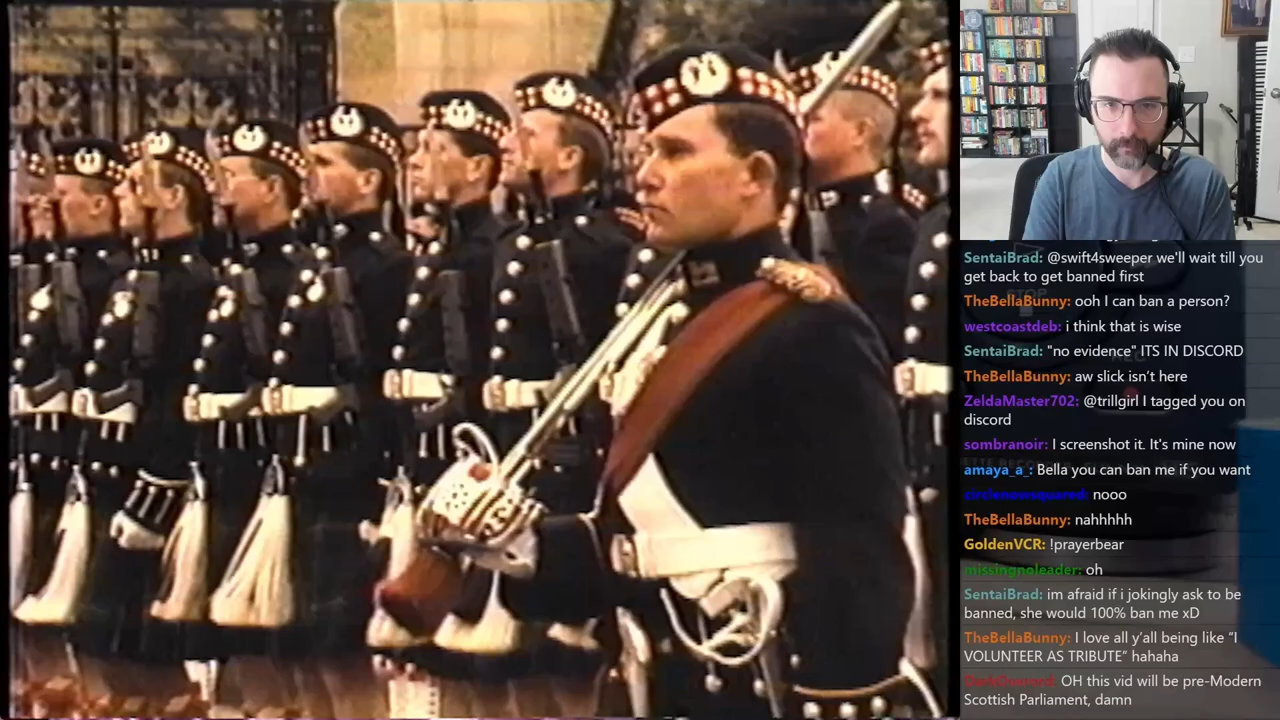 SentaiBrad: @swift4sweeper we'll wait till you
get back to get banned first
TheBellaBunny: ooh I can ban a person?
westcoastdeb: i think that is wise
SentaiBrad: "no evidence" ITS IN DISCORD
TheBellaBunny: aw slick isn't here
ZeldaMaster702: @trillgirl I tagged you on
discord
sombranoir: I screenshot it. It's mine now
amaya_a_: Bella you can ban me if you want
nooo
TheBellaBunny: nahhhhh
GoldenVCR: !prayerbear
missingnoleader: oh
SentaiBrad: im afraid if i jokingly ask to be
banned, she would 100% ban me xD
TheBellaBunny: I love all y'all being like "I
VOLUNTEER AS TRIBUTE" hahaha
OH this vid will be pre-Modern
Scottish Parliament, damn